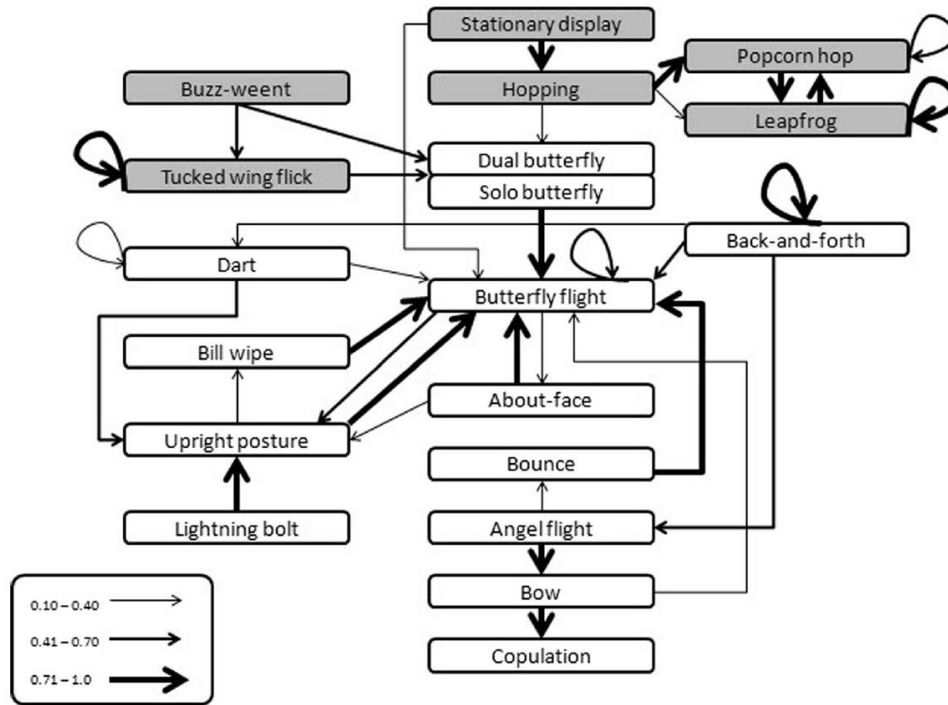 Stationary display
Popcorn hop
Buzz-weent
Hopping
Leapfrog
Dual butterfly
Tucked wing flick
Solo butterfly
Back-and-forth
Dart
Butterfly flight
Bill wipe
About-face
Upright posture
Bounce
Lightning bolt
Angel flight
Bow
Copulation
0.10 – 0.40
0.41 – 0.70
0.71 – 1.0